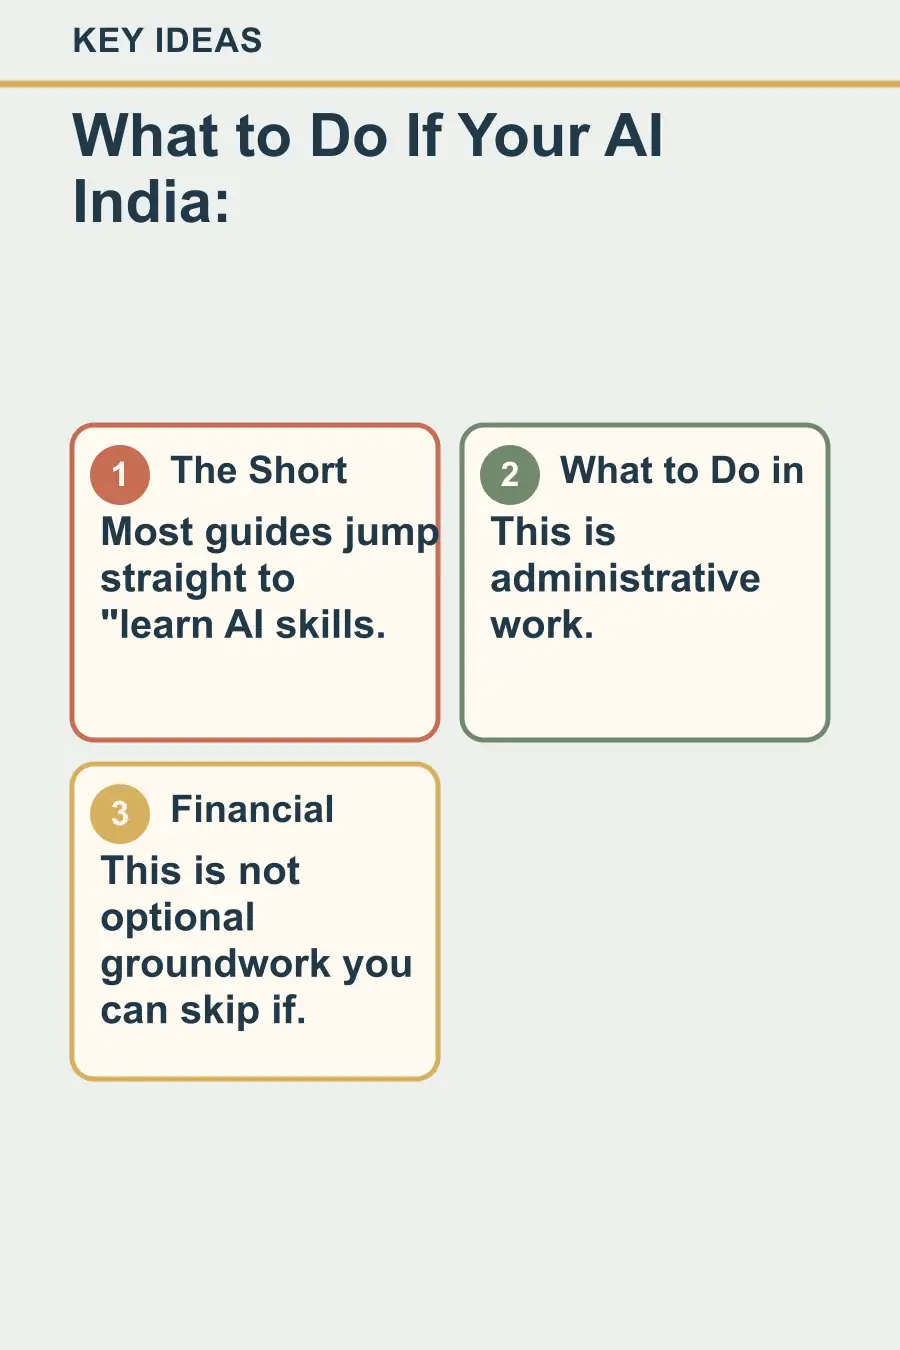 KEY IDEAS
What to Do If Your AI
India:
1 The Short
Most guides jump
straight to
"learn AI skills.
2 What to Do in
This is
administrative
work.
3 Financial
This is not
optional
groundwork you
can skip if.